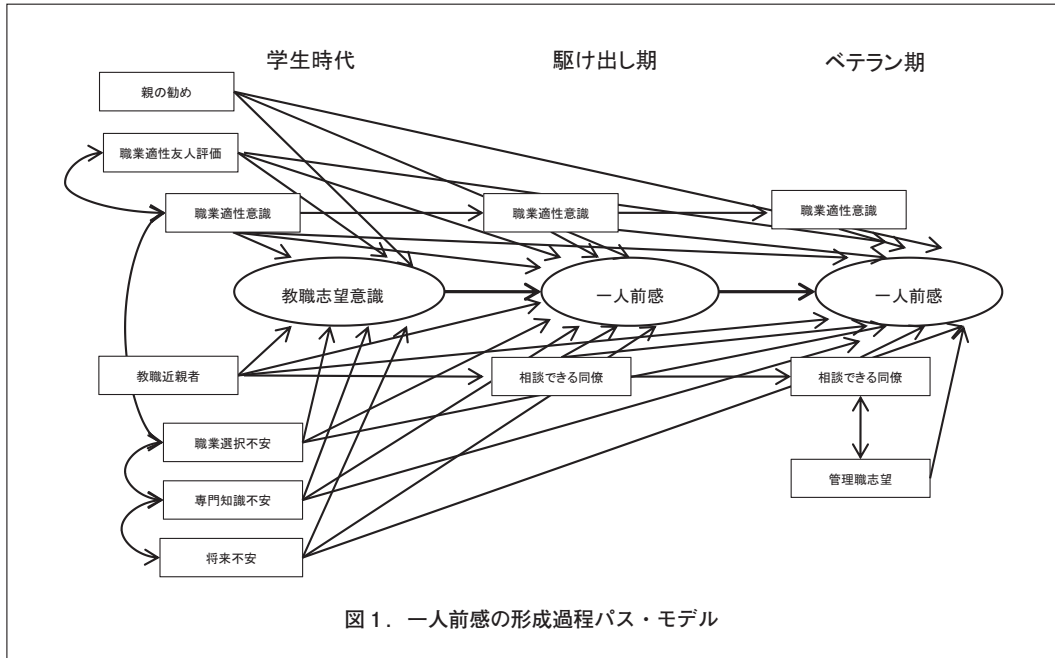 学生時代
駆け出し期
ベテラン期
親の勧め
職業適性友人評価
職業適性意識
職業適性意識
職業適性意識
教職志望意識
一人前感
一人前感
教職近親者
相談できる同僚
相談できる同僚
職業選択不安
専門知識不安
管理職志望
将来不安
図1．一人前感の形成過程パス・モデル